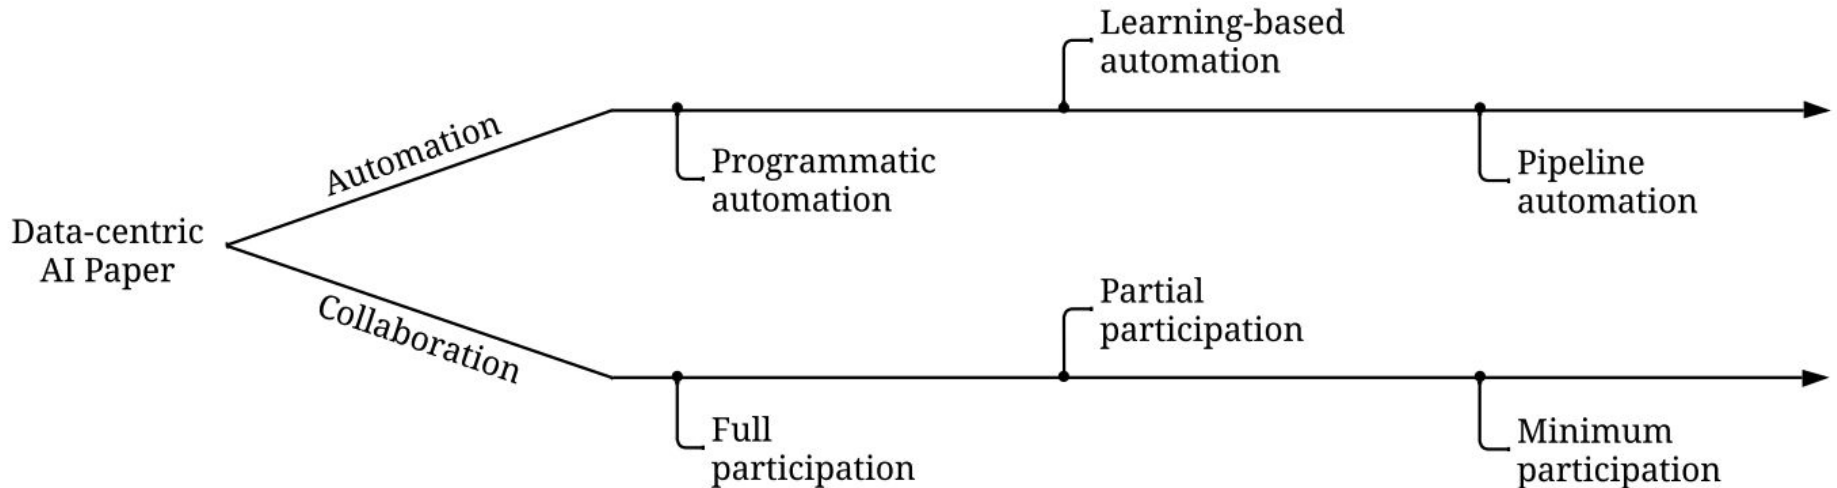 Data-centric
AI Paper
Automation
Programmatic
automation
Learning-based
automation
Pipeline
automation
Collaboration
Full
participation
Partial
participation
Minimum
participation